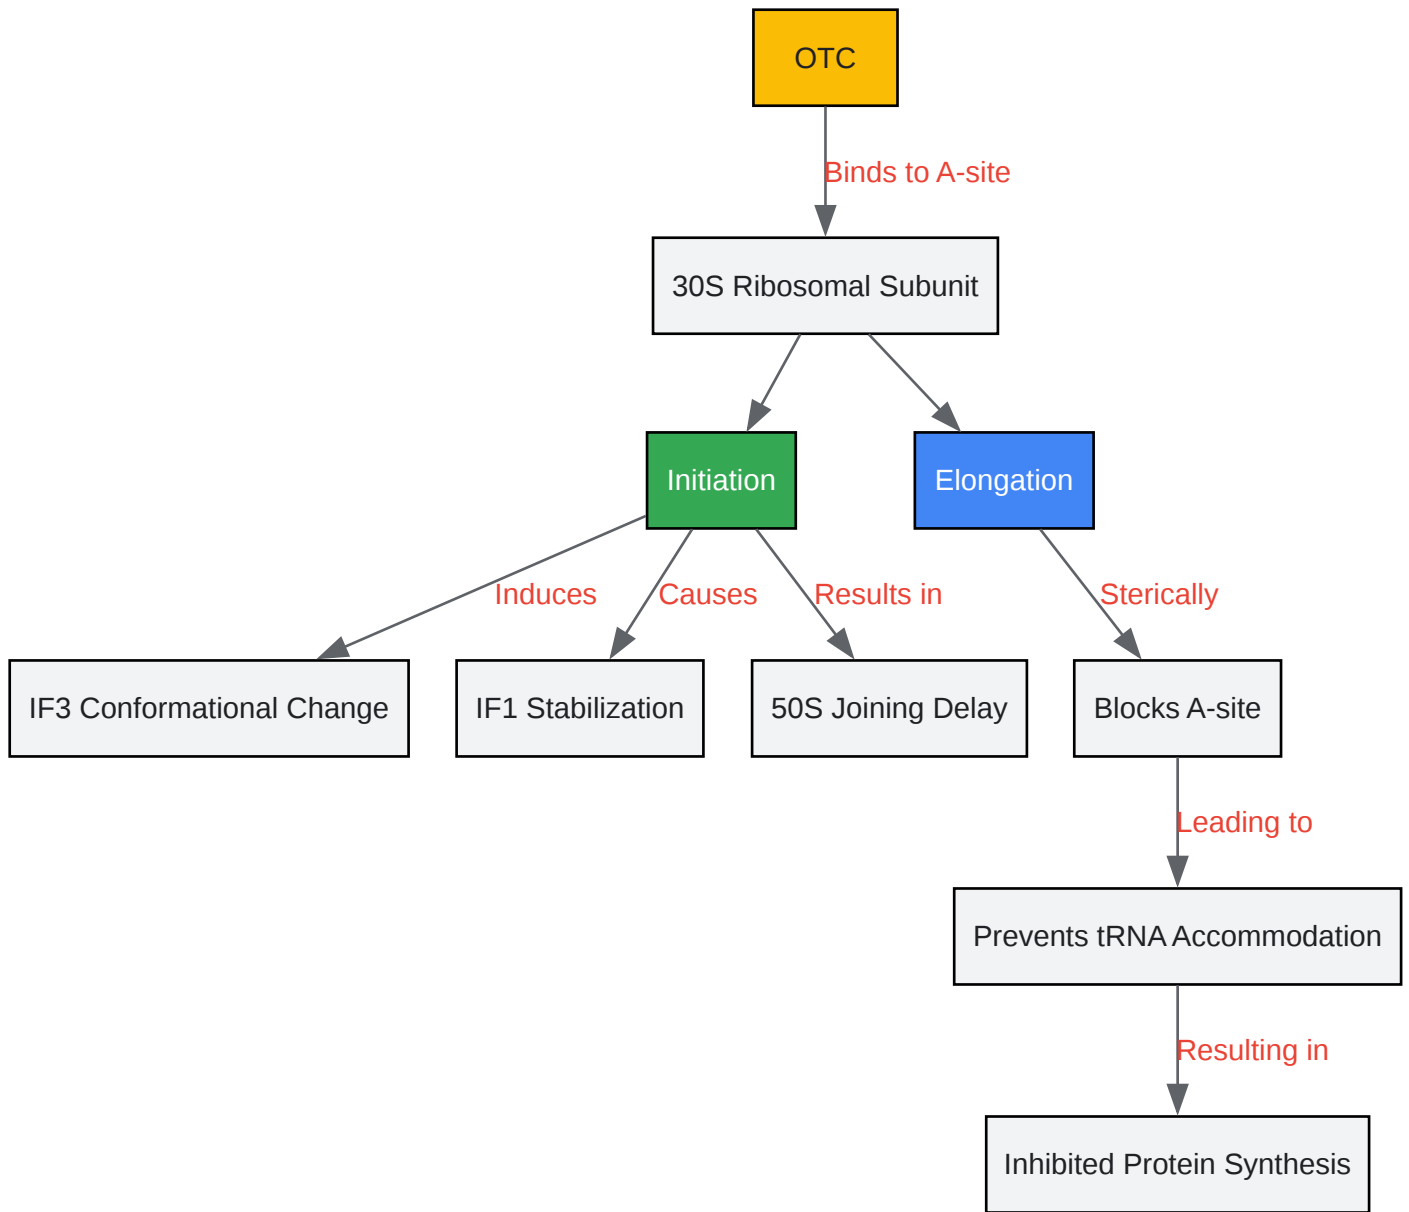 OTC
Binds to A-site
30S Ribosomal Subunit
Initiation
Elongation
Induces
Causes
Results in
Sterically
IF3 Conformational Change
IF1 Stabilization
50S Joining Delay
Blocks A-site
Leading to
Prevents tRNA Accommodation
Resulting in
Inhibited Protein Synthesis